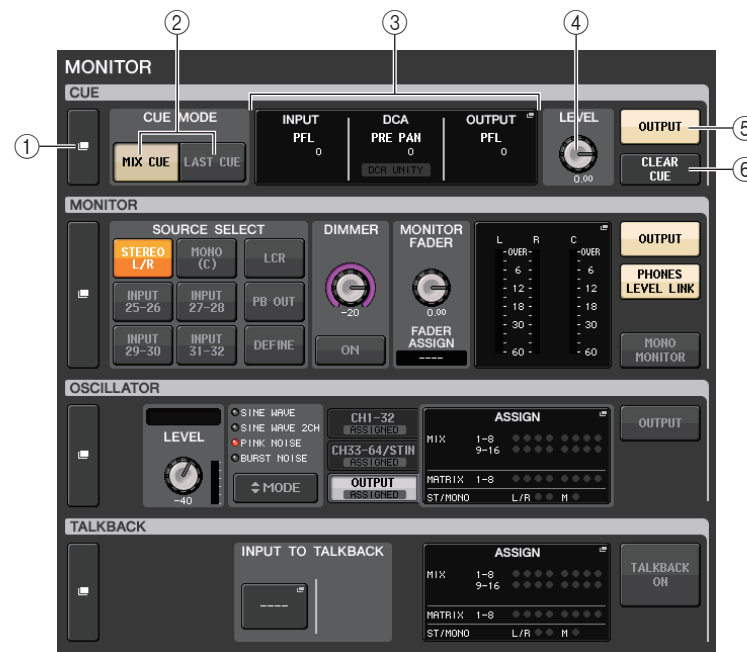 ② ③ ④
MONITOR
CUE
① ⑤ ⑥
CUE MODE
MIX CUE LAST CUE
INPUT DCA OUTPUT
PFL PRE PAN PFL
0 0 0
DCA UNITY
LEVEL
0.00
OUTPUT
CLEAR CUE
MONITOR
SOURCE SELECT
STEREO L/R MONO (C) LCR
INPUT 25-26 INPUT 27-28 PB OUT
INPUT 29-30 INPUT 31-32 DEFINE
DIMMER
-20
ON
MONITOR FADER
0.00
FADER ASSIGN
----
L R C
-OVER- -OVER
- 6 - - 6
- 12 - - 12
- 18 - - 18
- 30 - - 30
- 60 - - 60
OUTPUT
PHONES LEVEL LINK
MONO MONITOR
OSCILLATOR
LEVEL
-40
SINE WAVE
SINE WAVE 2CH
PINK NOISE
BURST NOISE
MODE
CH1-32
ASSIGNED
CH33-64/STIN
ASSIGNED
OUTPUT
ASSIGNED
ASSIGN
MIX 1-8
9-16
MATRIX 1-8
ST/MONO L/R M
OUTPUT
TALKBACK
INPUT TO TALKBACK
----
ASSIGN
MIX 1-8
9-16
MATRIX 1-8
ST/MONO L/R M
TALKBACK ON